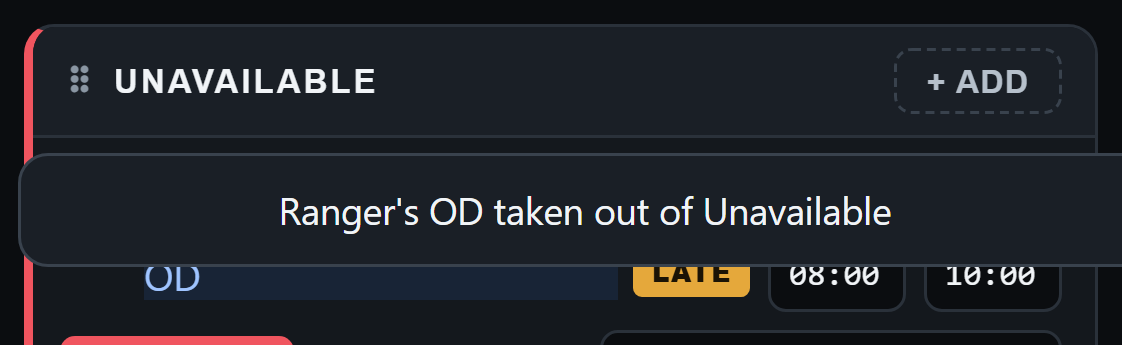 UNAVAILABLE
+ ADD
Ranger's OD taken out of Unavailable
OD
LATE
08:00
10:00